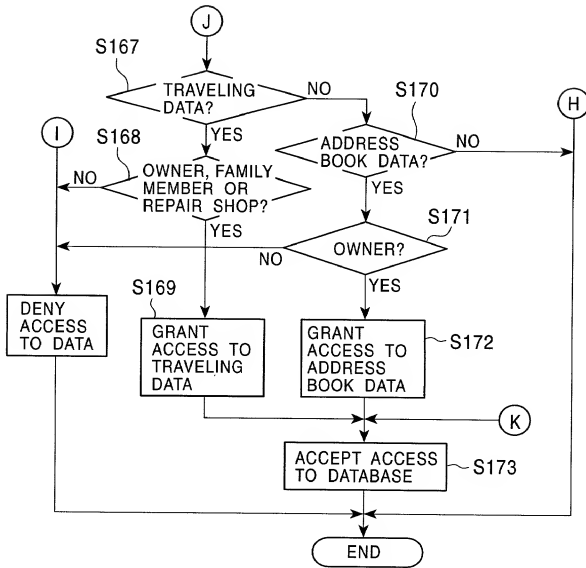 J
S167
TRAVELING
DATA?
NO
S170
H
I
S168
YES
ADDRESS
BOOK DATA?
NO
NO
OWNER, FAMILY
MEMBER OR
REPAIR SHOP?
YES
S171
YES
OWNER?
NO
S169
YES
DENY
ACCESS
TO DATA
GRANT
ACCESS TO
TRAVELING
DATA
GRANT
ACCESS TO
ADDRESS
BOOK DATA
S172
K
ACCEPT ACCESS
TO DATABASE
S173
END